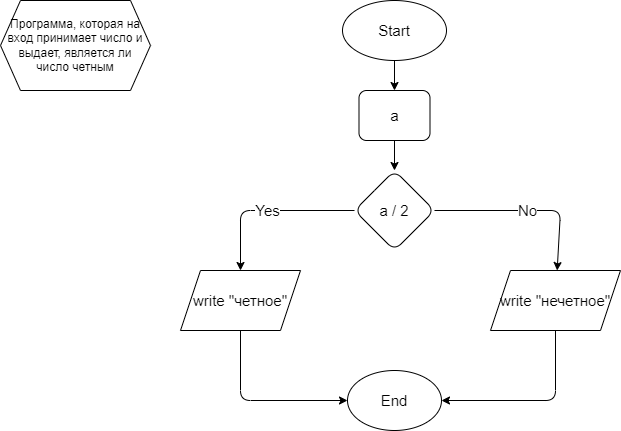 Программа, которая на
вход принимает число и
выдает, является ли
число четным
Start
a
a / 2
Yes
No
write "четное"
write "нечетное"
End